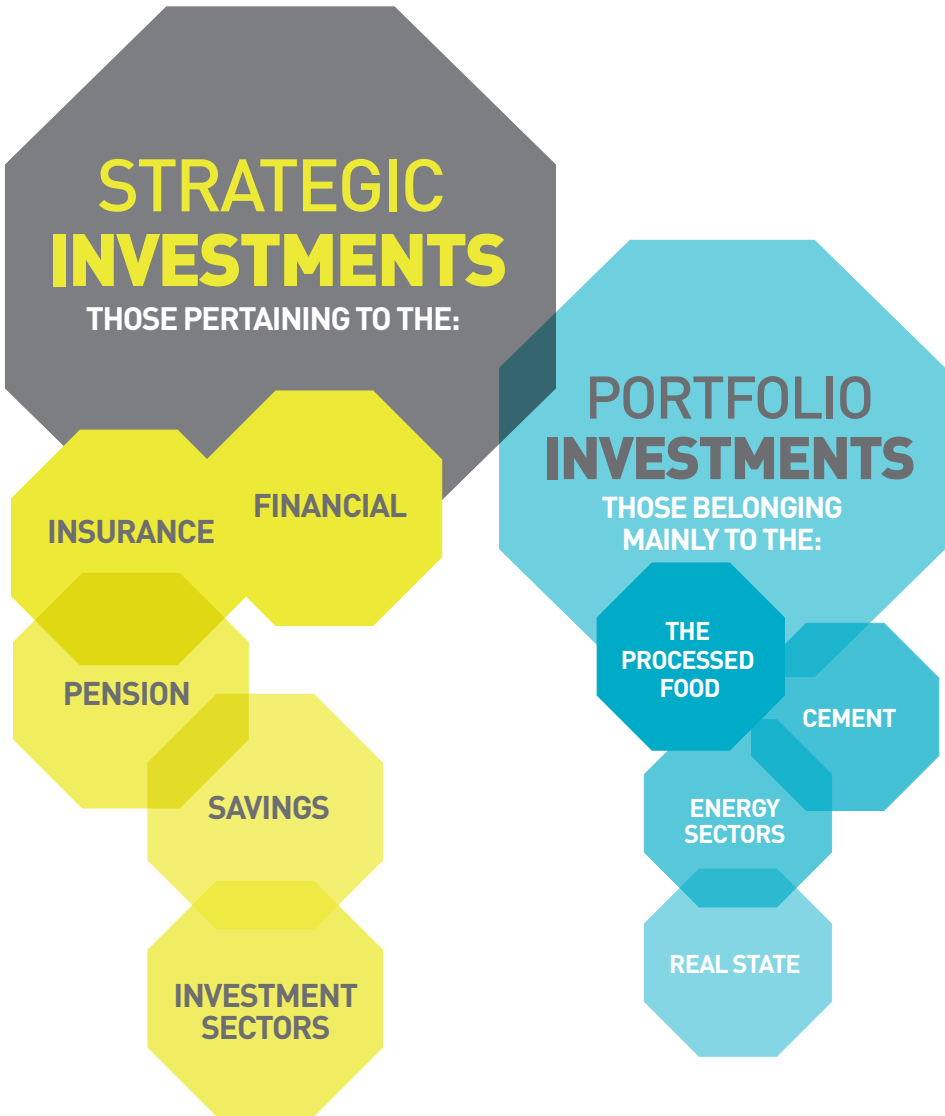 STRATEGIC
INVESTMENTS
THOSE PERTAINING TO THE:
FINANCIAL
INSURANCE
PENSION
SAVINGS
INVESTMENT
SECTORS
PORTFOLIO
INVESTMENTS
THOSE BELONGING
MAINLY TO THE:
THE
PROCESSED
FOOD
CEMENT
ENERGY
SECTORS
REAL STATE